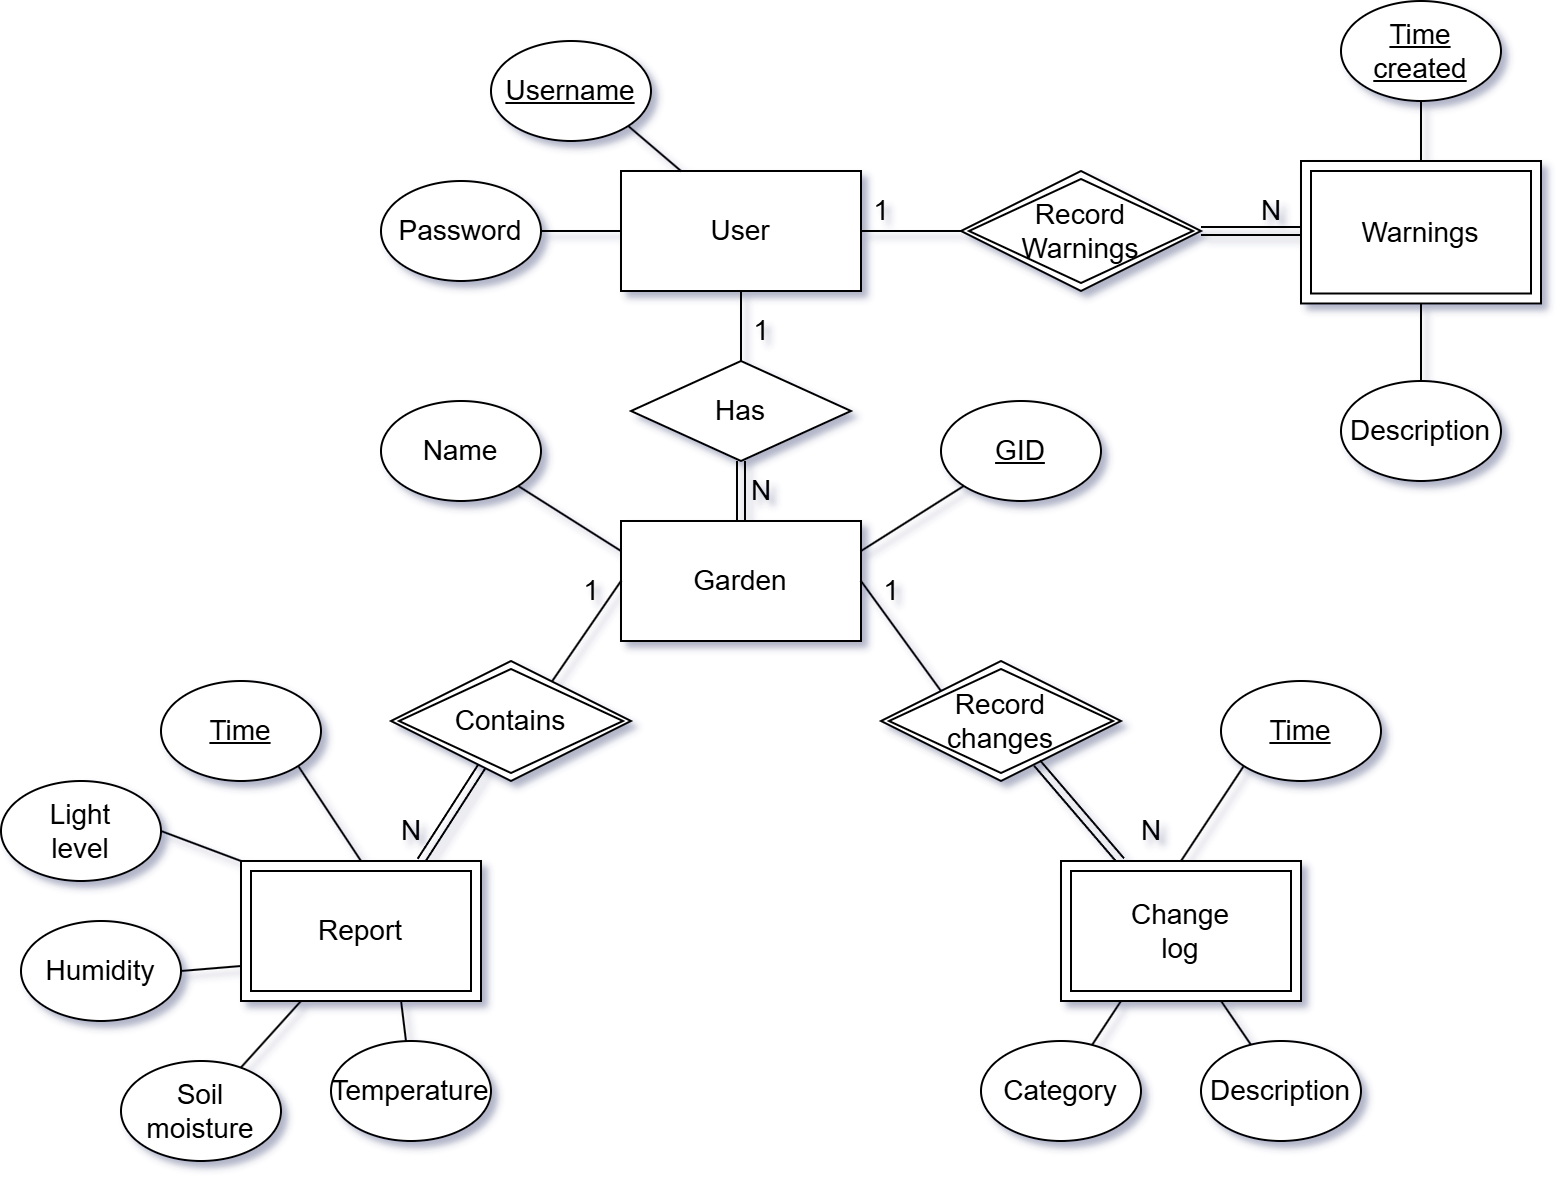 Time
created
Username
Password
User
1
Record
Warnings
N
Warnings
1
Has
Name
GID
Description
N
Garden
1
1
Time
Contains
Record
changes
Time
Light
level
N
N
Report
Change
log
Humidity
Soil
moisture
Temperature
Category
Description